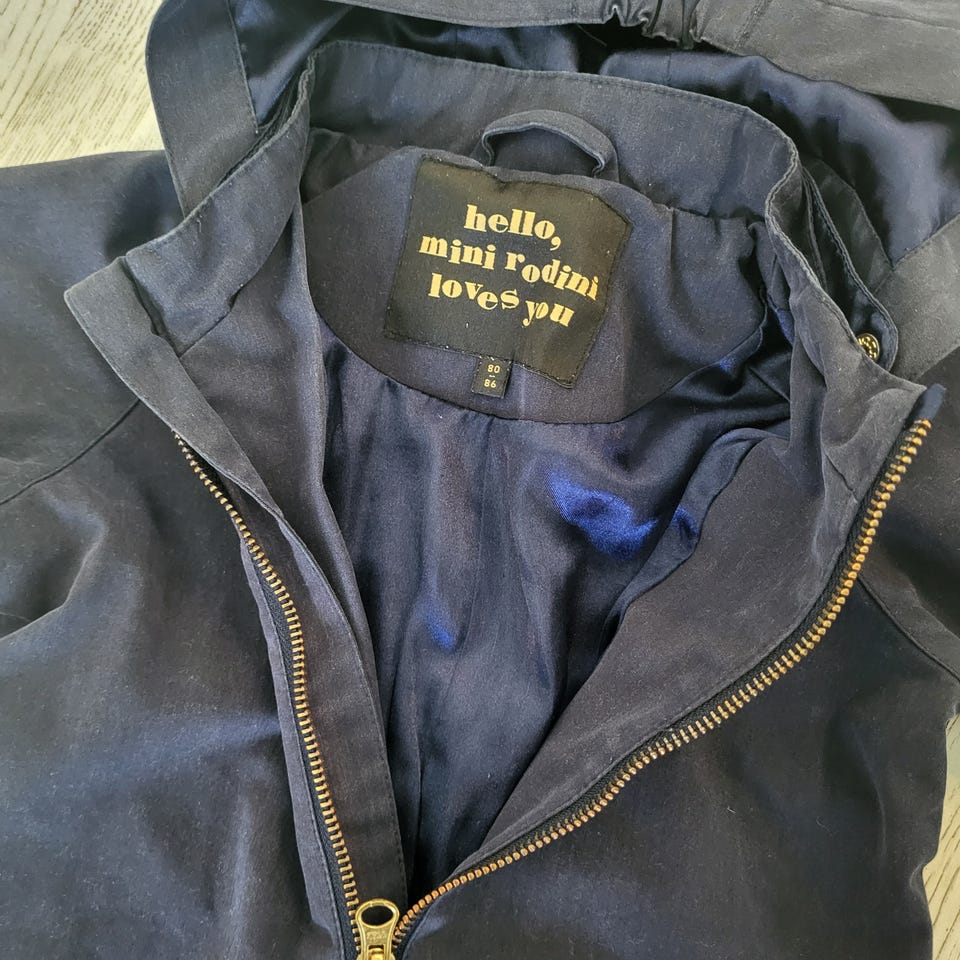 hello,
mini rodini
loves you
80
86